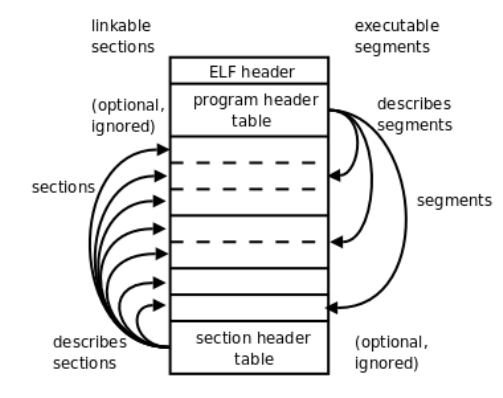 linkable
sections
executable
segments
ELF header
program header
table
(optional,
ignored)
describes
segments
sections
segments
describes
sections
section header
table
(optional,
ignored)